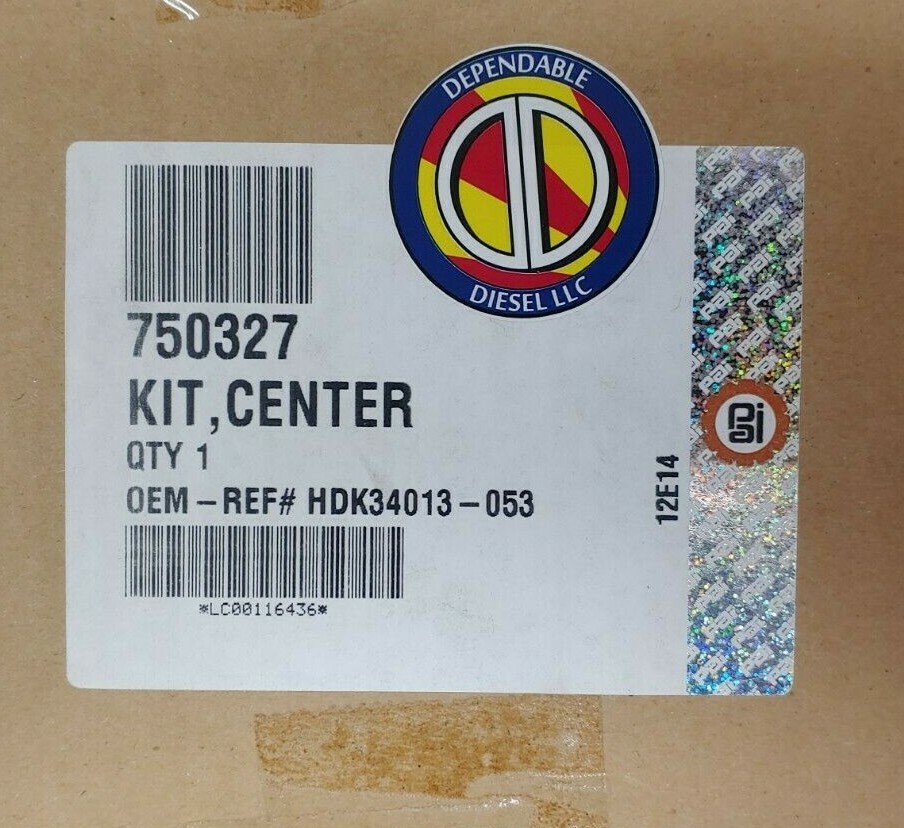 DEPENDABLE
DIESEL LLC
750327
KIT,CENTER
QTY 1
OEM-REF# HDK34013-053
*LC00116436*
12E14
pai